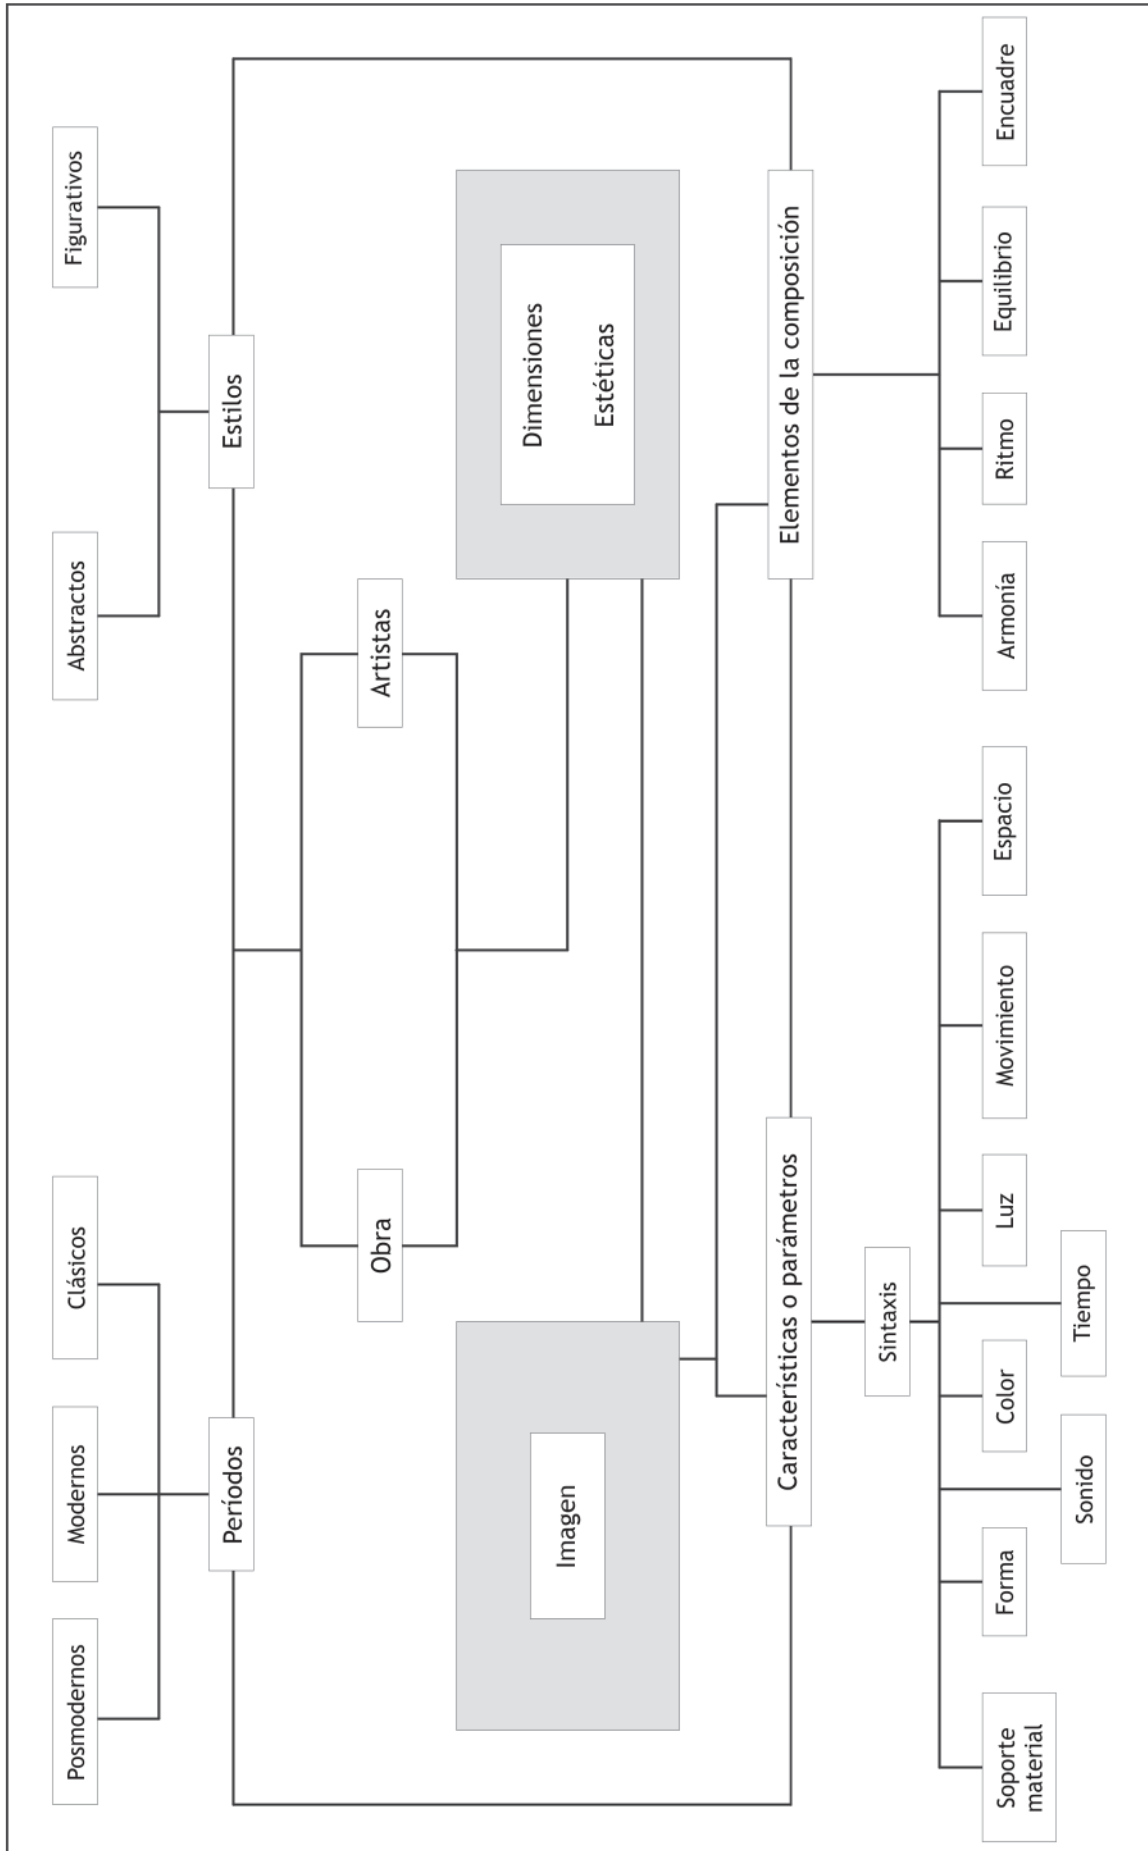 Posmodernos
Modernos
Clásicos
Abstractos
Figurativos
Períodos
Estilos
Obra
Artistas
Imagen
Dimensiones
Estéticas
Características o parámetros
Elementos de la composición
Sintaxis
Soporte
material
Forma
Color
Luz
Movimiento
Espacio
Armonía
Ritmo
Equilibrio
Encuadre
Sonido
Tiempo